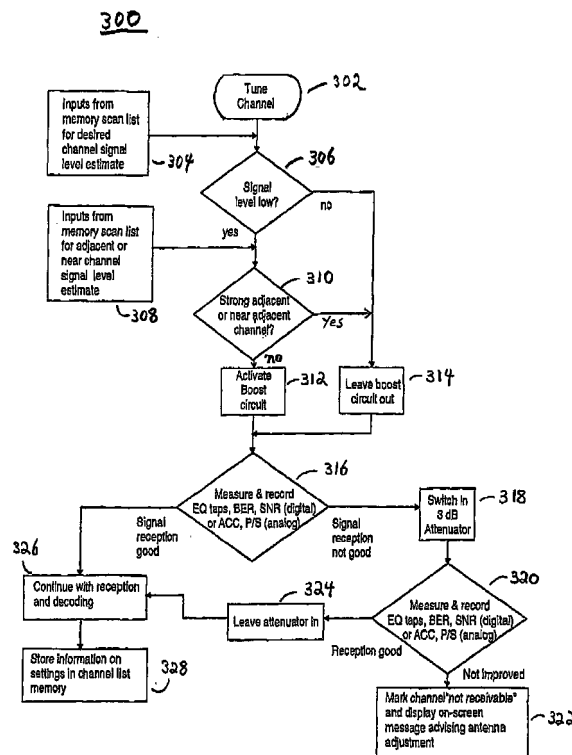 300
Tune
Channel
302
Inputs from
memory scan list
for desired
channel signal
level estimate
304
306
Signal
level low?
no
yes
Inputs from
memory scan list
for adjacent or
near channel
signal level
estimate
308
310
Strong adjacent
or near adjacent
channel?
Yes
no
Activate
Boost
circuit
312
Leave boost
circuit out
314
316
Measure & record
EQ taps, BER, SNR (digital)
or ACC, P/S (analog)
Signal
reception
good
Signal
reception
not good
Switch in
3 dB
Attenuator
318
326
Continue with reception
and decoding
324
Leave attenuator in
320
Measure & record
EQ taps, BER, SNR (digital)
or ACC, P/S (analog)
Reception good
Not improved
Store information on
settings in channel list
memory
328
Mark channel "not receivable"
and display on-screen
message advising antenna
adjustment
322